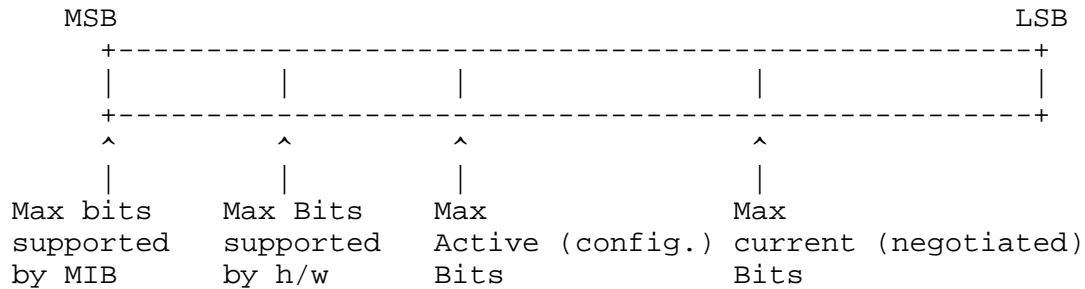 MSB                                                    LSB
  +----------------------------------------------------+
  |         |         |                |               |
  +----------------------------------------------------+
  ^         ^         ^                ^
  |         |         |                |
Max bits    Max Bits    Max              Max
supported   supported   Active (config.) current (negotiated)
by MIB      by h/w      Bits             Bits